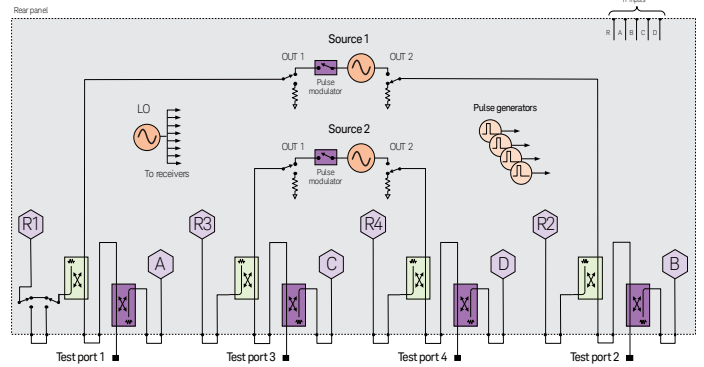 Rear panel
IF inputs
R A B C D
Source 1
OUT 1
OUT 2
Pulse
modulator
LO
To receivers
Pulse generators
Source 2
OUT 1
OUT 2
Pulse
modulator
R1
A
R3
C
R4
D
R2
B
Test port 1
Test port 3
Test port 4
Test port 2